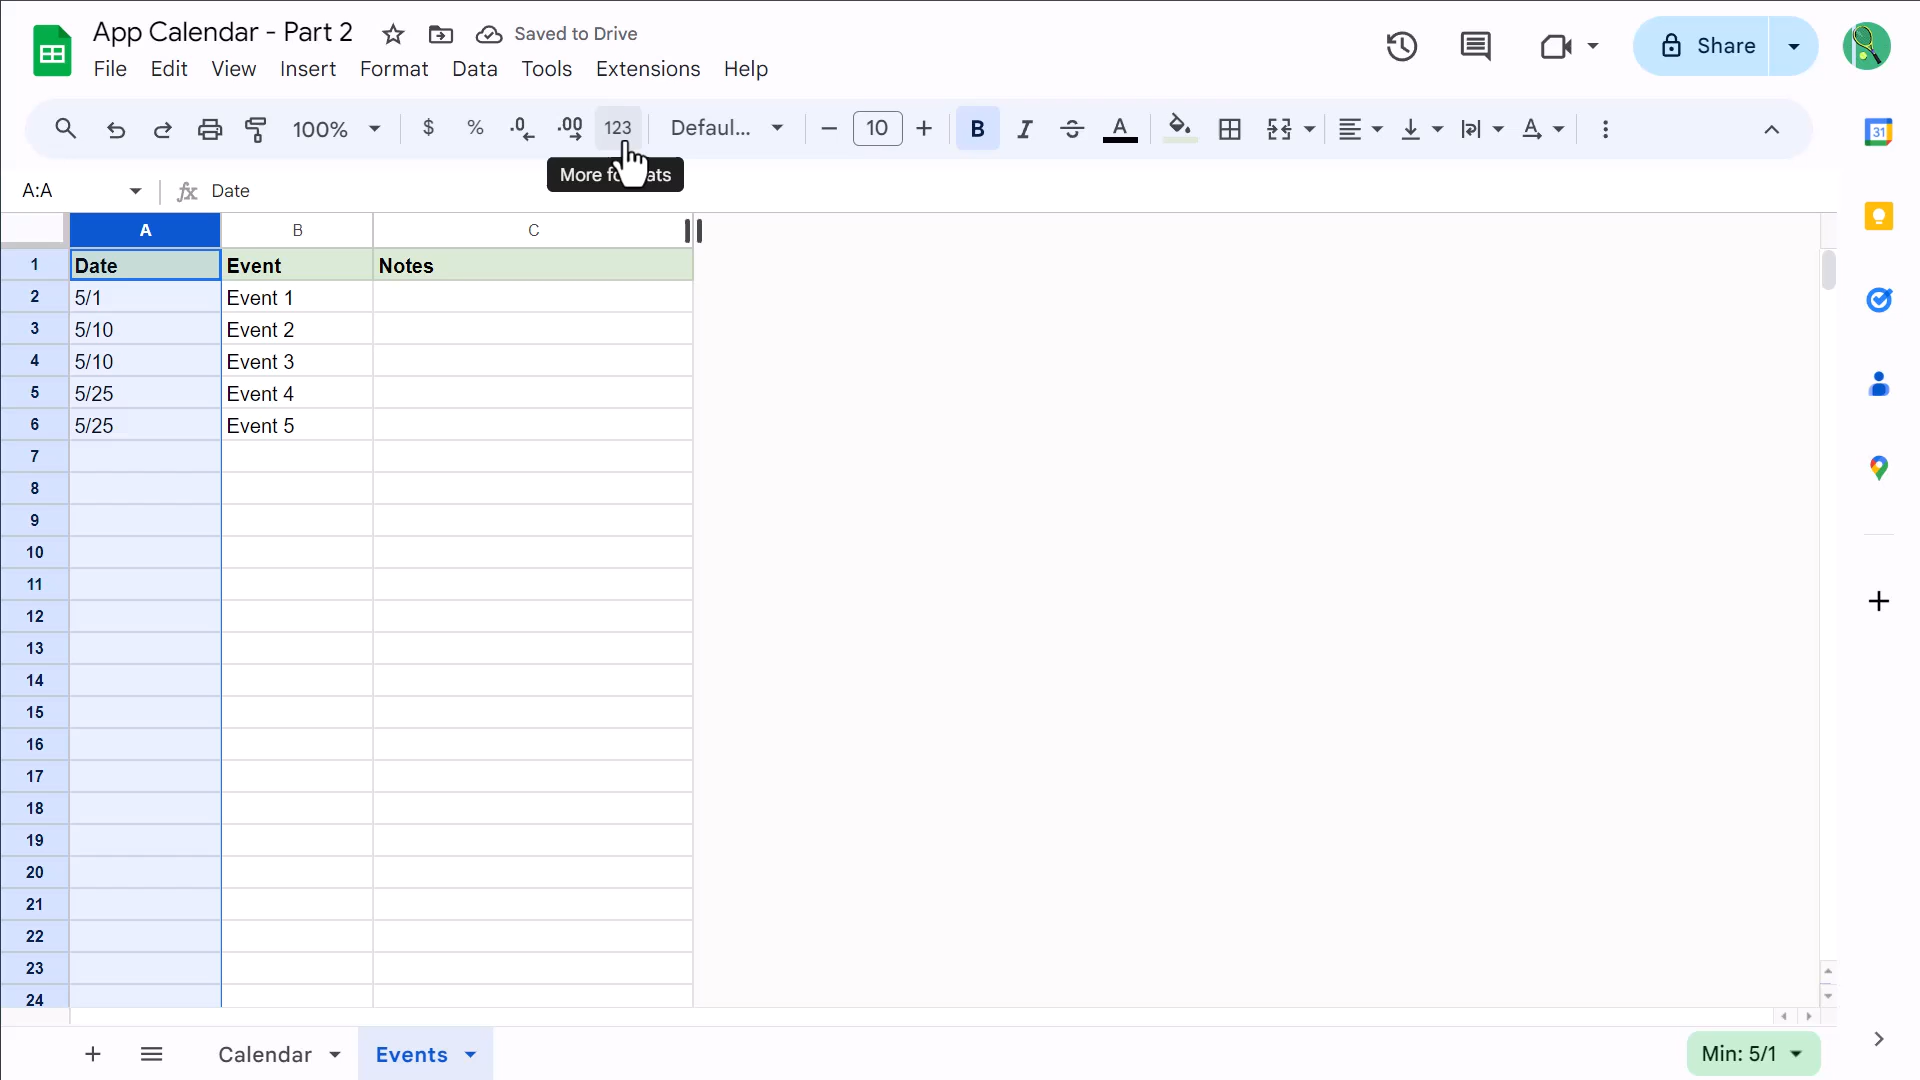 App Calendar - Part 2 Saved to Drive
File Edit View Insert Format Data Tools Extensions Help
Share
100% $ % .0 .00 123 Defaul... 10 B I S A A
More ats
A:A fx Date
A B C
1 Date Event Notes
2 5/1 Event 1
3 5/10 Event 2
4 5/10 Event 3
5 5/25 Event 4
6 5/25 Event 5
7
8
9
10
11
12
13
14
15
16
17
18
19
20
21
22
23
24
31
Calendar Events Min: 5/1